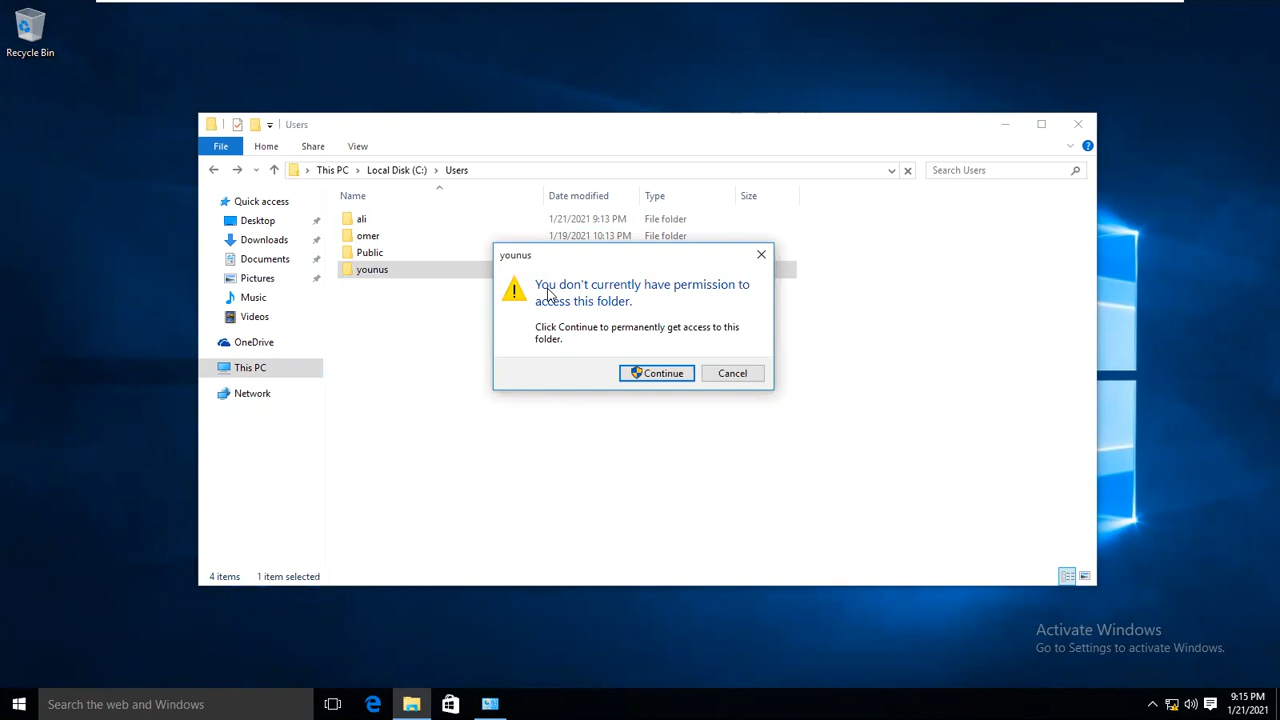 Recycle Bin
Users
File Home Share View
This PC Local Disk (C:) Users
Search Users
Name Date modified Type Size
Quick access
Desktop
Downloads
Documents
Pictures
Music
Videos
OneDrive
This PC
Network
ali 1/21/2021 9:13 PM File folder
omer 1/19/2021 10:13 PM File folder
Public
younus
younus
You don't currently have permission to
access this folder.
Click Continue to permanently get access to this
folder.
Continue Cancel
4 items 1 item selected
Activate Windows
Go to Settings to activate Windows.
Search the web and Windows
9:15 PM
1/21/2021